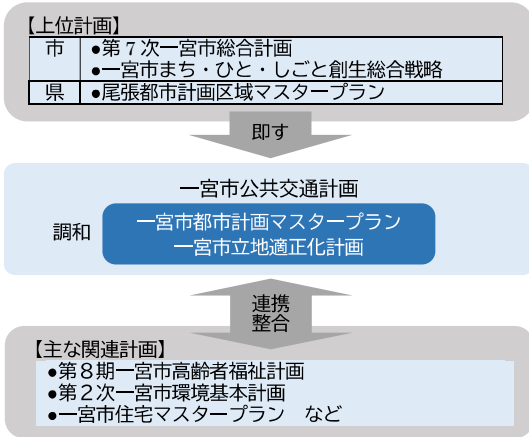 【上位計画】
市 ●第7次一宮市総合計画
●一宮市まち・ひと・しごと創生総合戦略
県 ●尾張都市計画区域マスタープラン
即す
一宮市公共交通計画
調和
一宮市都市計画マスタープラン
一宮市立地適正化計画
連携
整合
【主な関連計画】
●第8期一宮市高齢者福祉計画
●第2次一宮市環境基本計画
●一宮市住宅マスタープラン など